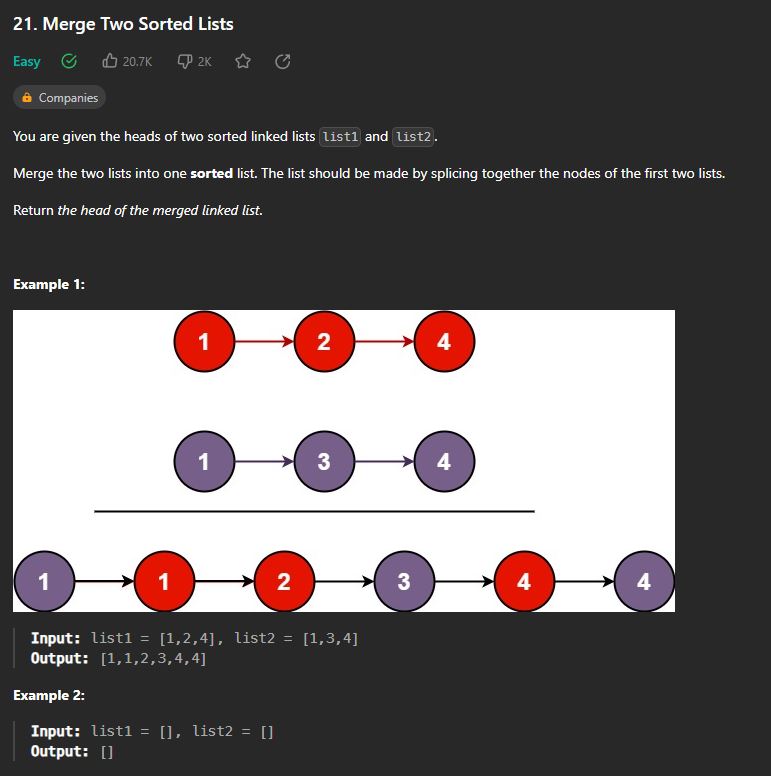 21. Merge Two Sorted Lists
Easy 20.7K 2K
Companies
You are given the heads of two sorted linked lists list1 and list2.
Merge the two lists into one sorted list. The list should be made by splicing together the nodes of the first two lists.
Return the head of the merged linked list.
Example 1:
1 2 4
1 3 4
1 1 2 3 4 4
Input: list1 = [1,2,4], list2 = [1,3,4]
Output: [1,1,2,3,4,4]
Example 2:
Input: list1 = [], list2 = []
Output: []